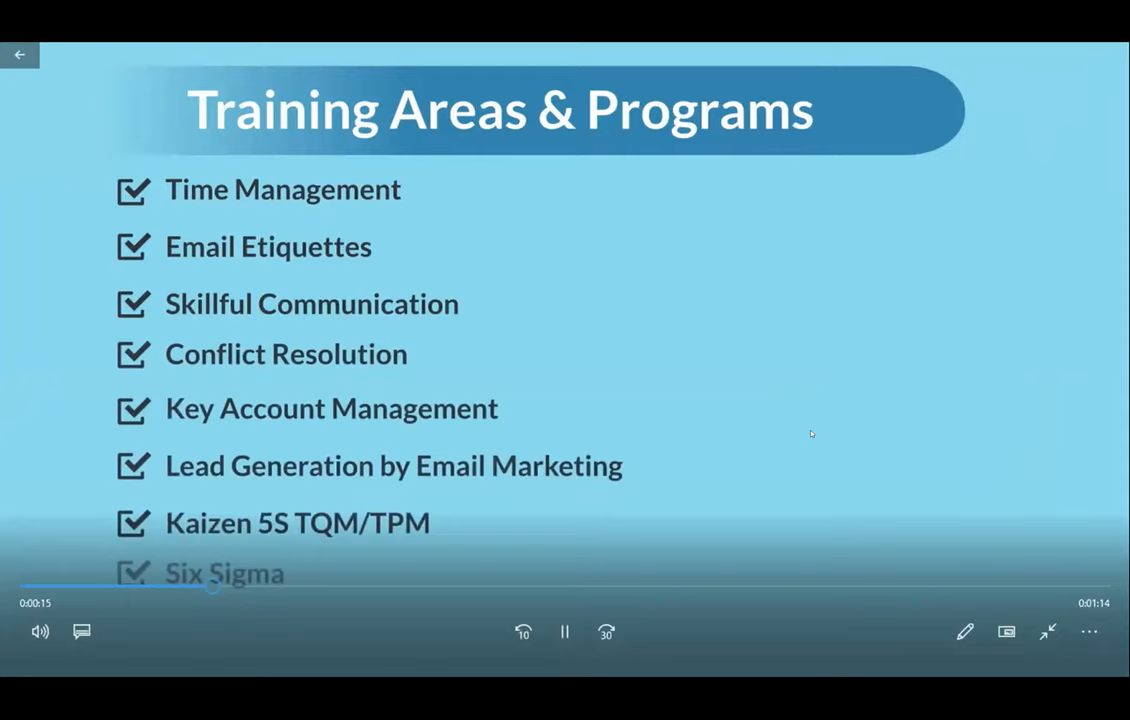 Training Areas & Programs
Time Management
Email Etiquettes
Skillful Communication
Conflict Resolution
Key Account Management
Lead Generation by Email Marketing
Kaizen 5S TQM/TPM
Six Sigma
0:00:15
0:01:14
10
30